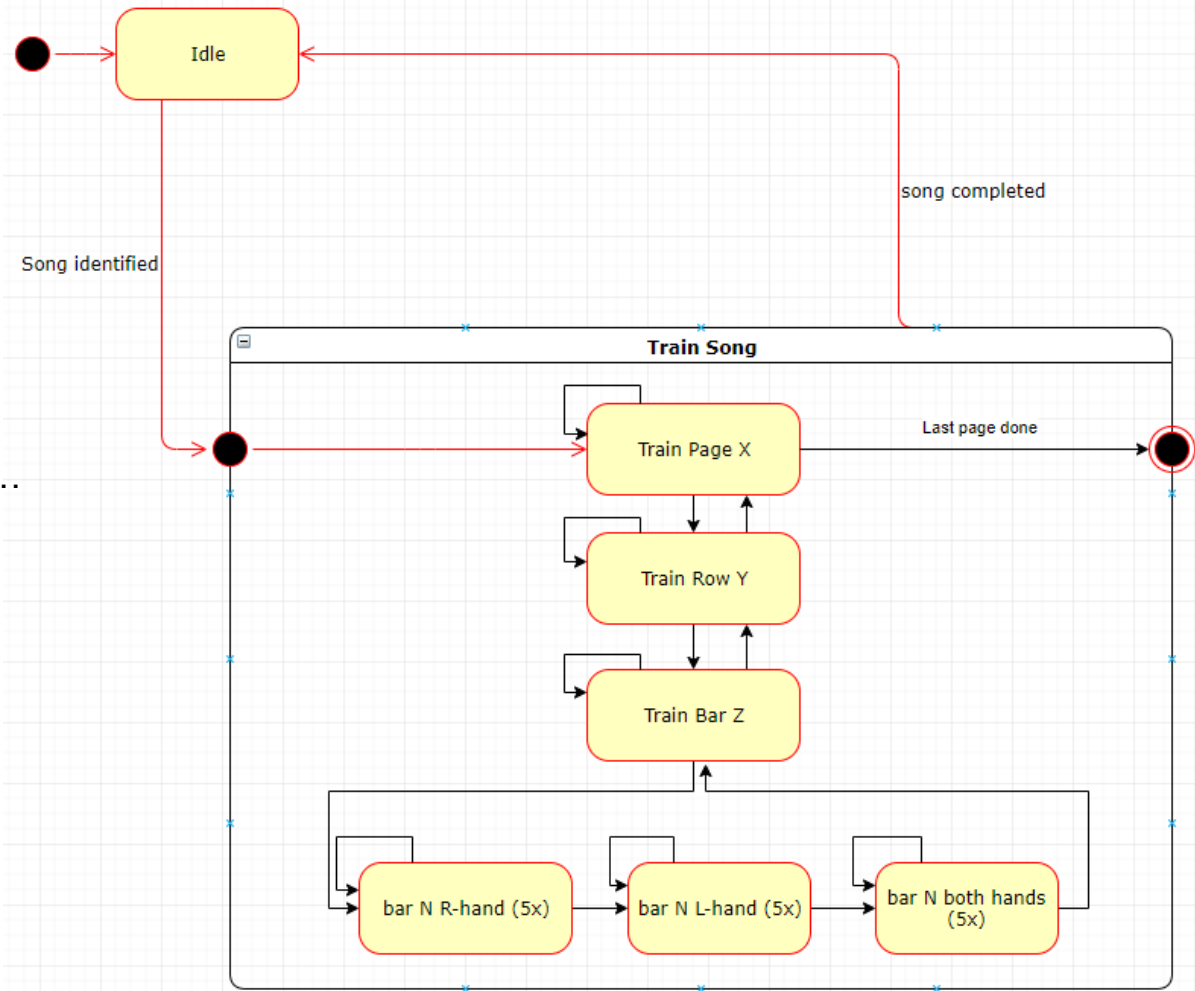 Idle
song completed
Song identified
Train Song
Last page done
Train Page X
..
Train Row Y
Train Bar Z
bar N R-hand (5x)
bar N L-hand (5x)
bar N both hands
(5x)